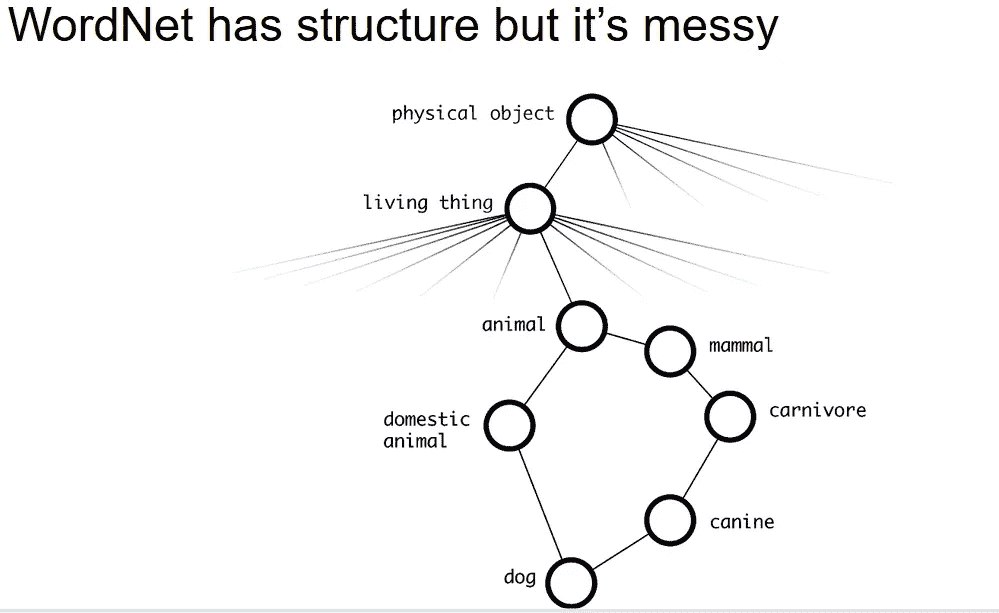 WordNet has structure but it's messy
physical object
living thing
animal
mammal
carnivore
domestic
animal
canine
dog